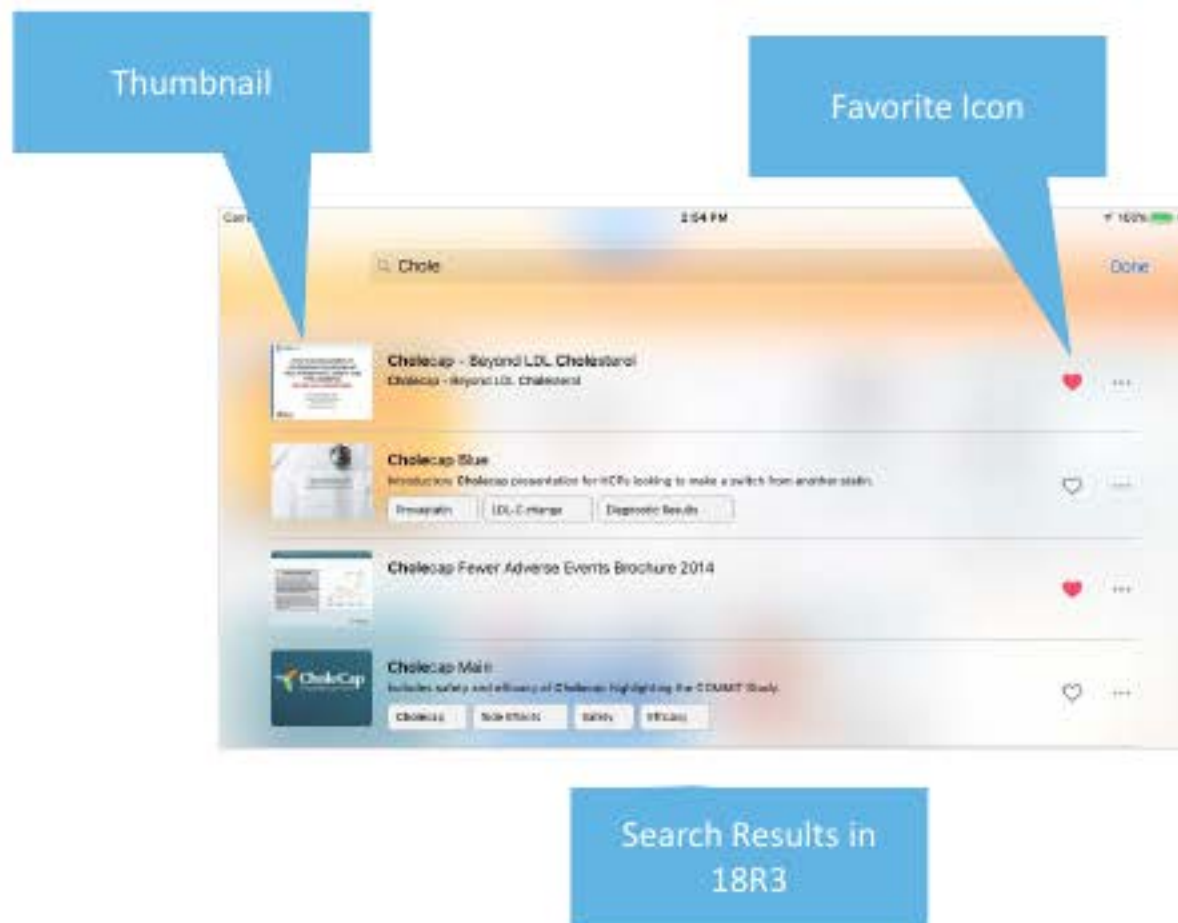 Thumbnail
Favorite Icon
2:54 PM
100%
Chole
Done
Cholecap - Beyond LDL Cholesterol
Cholecap - Beyond LDL Cholesterol
Cholecap Blue
Introductory Cholecap presentation for HCPs looking to make a switch from another statin.
LDL-C change
Diagnostic Results
Cholecap Fewer Adverse Events Brochure 2014
CholeCap
Cholecap Main
Includes safety and efficacy of Cholecap highlighting the COMMIT Study.
Cholecap
Side Effects
Safety
Efficacy
Search Results in
18R3